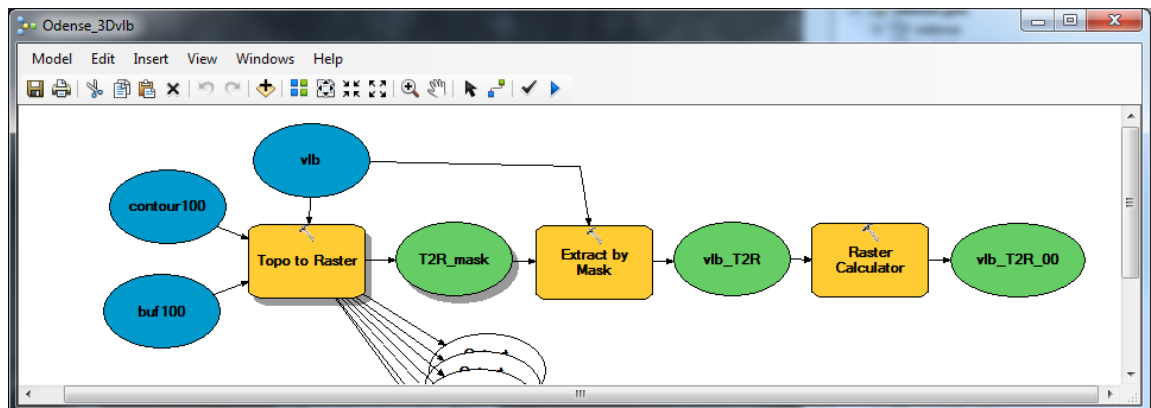 Odense_3Dvlb
Model Edit Insert View Windows Help
vlb
contour100
buf100
Topo to Raster
T2R_mask
Extract by
Mask
vlb_T2R
Raster
Calculator
vlb_T2R_00